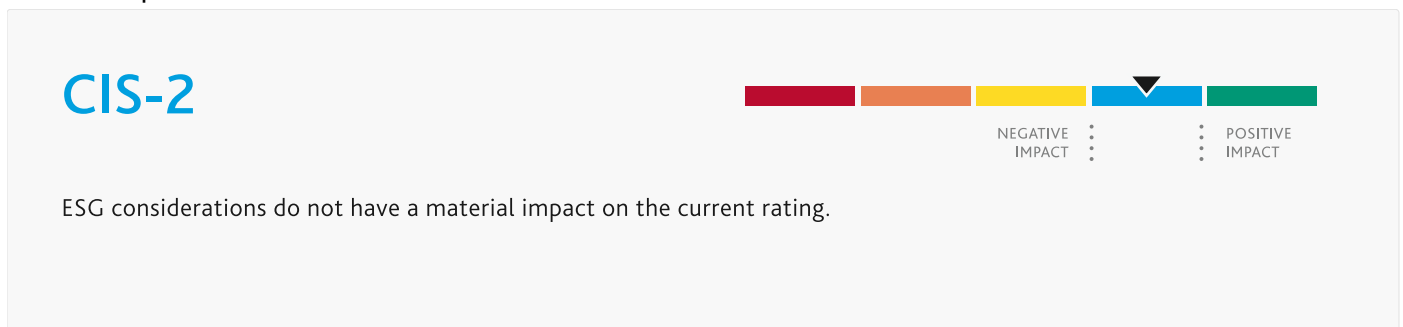 CIS-2
NEGATIVE
IMPACT
POSITIVE
IMPACT
ESG considerations do not have a material impact on the current rating.